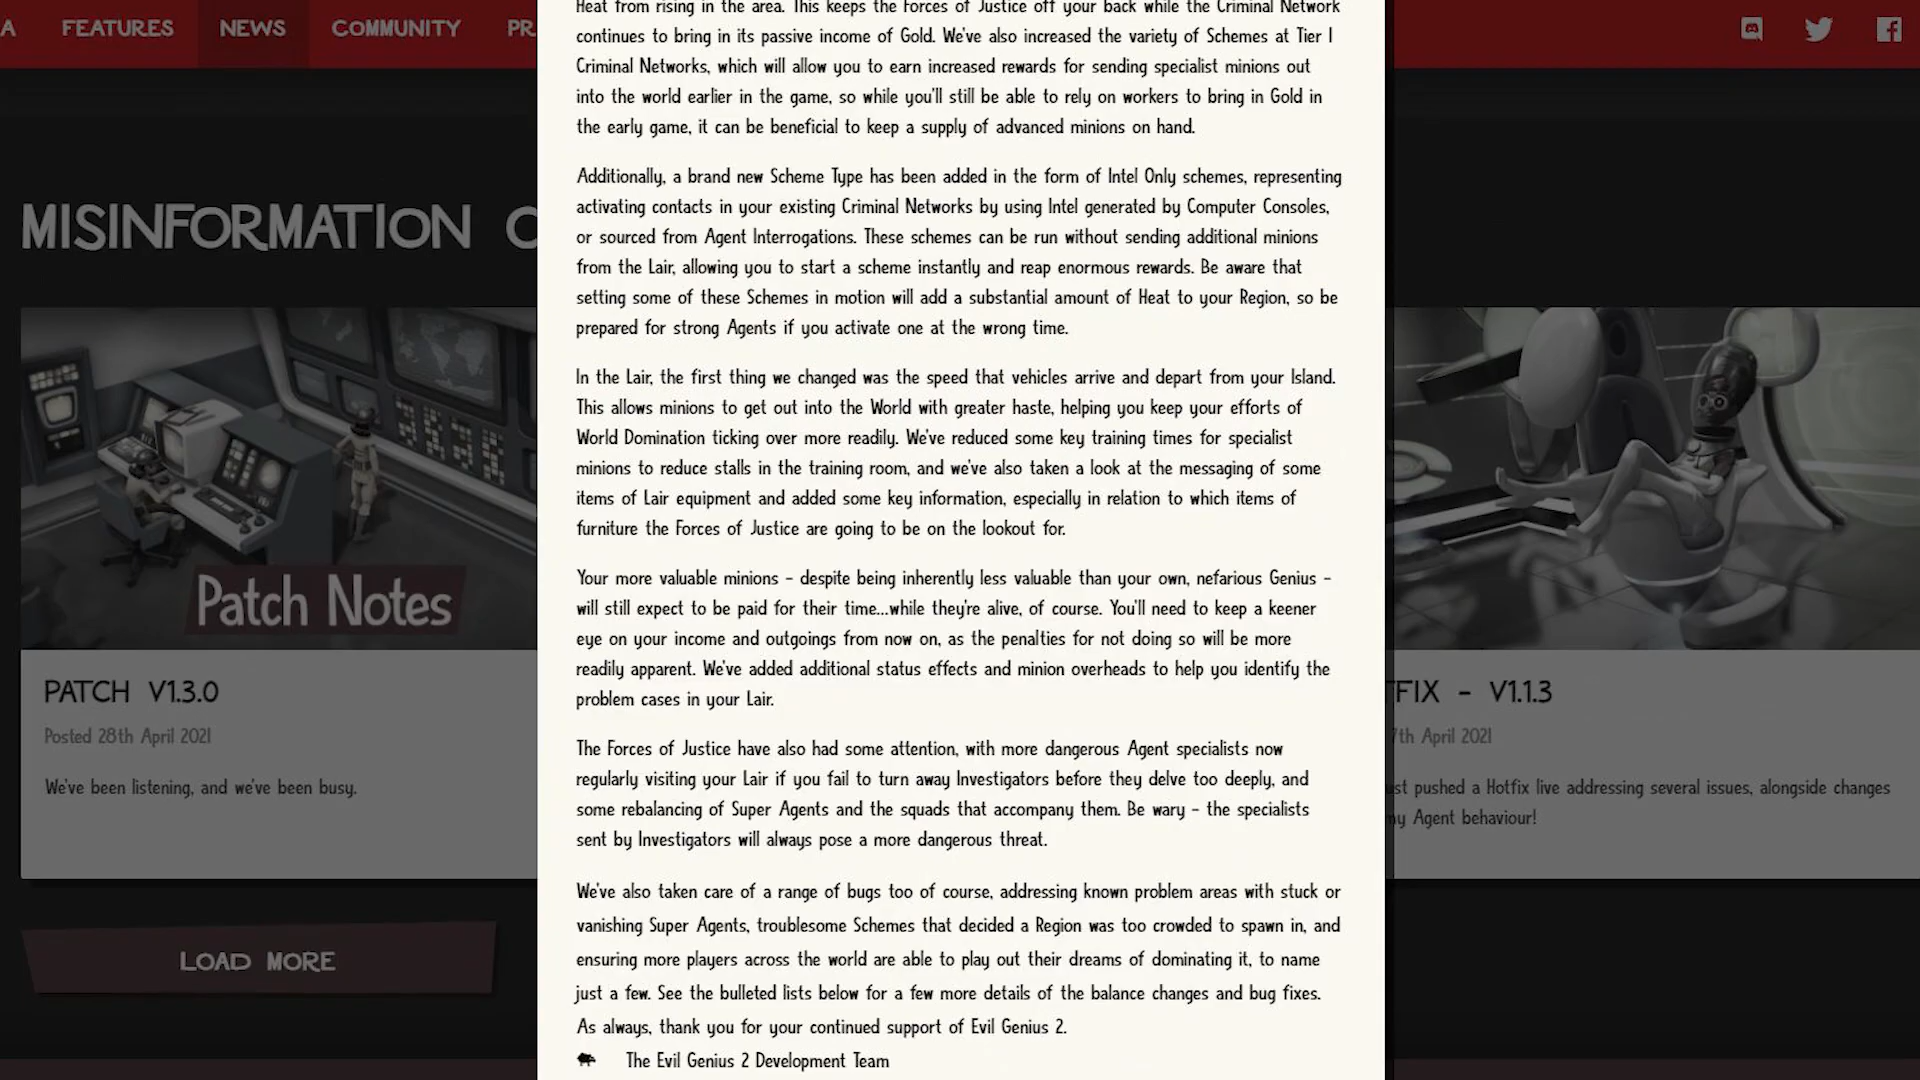 A FEATURES NEWS COMMUNITY PR
Heat from rising in the area. This keeps the Forces of Justice off your back while the Criminal Network
continues to bring in its passive income of Gold. We've also increased the variety of Schemes at Tier 1
Criminal Networks, which will allow you to earn increased rewards for sending specialist minions out
into the world earlier in the game, so while you'll still be able to rely on workers to bring in Gold in
the early game, it can be beneficial to keep a supply of advanced minions on hand.
Additionally, a brand new Scheme Type has been added in the form of Intel Only schemes, representing
activating contacts in your existing Criminal Networks by using Intel generated by Computer Consoles,
or sourced from Agent Interrogations. These schemes can be run without sending additional minions
from the Lair, allowing you to start a scheme instantly and reap enormous rewards. Be aware that
setting some of these Schemes in motion will add a substantial amount of Heat to your Region, so be
prepared for strong Agents if you activate one at the wrong time.
In the Lair, the first thing we changed was the speed that vehicles arrive and depart from your Island.
This allows minions to get out into the World with greater haste, helping you keep your efforts of
World Domination ticking over more readily. We've reduced some key training times for specialist
minions to reduce stalls in the training room, and we've also taken a look at the messaging of some
items of Lair equipment and added some key information, especially in relation to which items of
furniture the Forces of Justice are going to be on the lookout for.
Your more valuable minions – despite being inherently less valuable than your own, nefarious Genius –
will still expect to be paid for their time...while they're alive, of course. You'll need to keep a keener
eye on your income and outgoings from now on, as the penalties for not doing so will be more
readily apparent. We've added additional status effects and minion overheads to help you identify the
problem cases in your Lair.
The Forces of Justice have also had some attention, with more dangerous Agent specialists now
regularly visiting your Lair if you fail to turn away Investigators before they delve too deeply, and
some rebalancing of Super Agents and the squads that accompany them. Be wary – the specialists
sent by Investigators will always pose a more dangerous threat.
We've also taken care of a range of bugs too of course, addressing known problem areas with stuck or
vanishing Super Agents, troublesome Schemes that decided a Region was too crowded to spawn in, and
ensuring more players across the world are able to play out their dreams of dominating it, to name
just a few. See the bulleted lists below for a few more details of the balance changes and bug fixes.
As always, thank you for your continued support of Evil Genius 2.
The Evil Genius 2 Development Team
MISINFORMATION C
Patch Notes
PATCH V1.3.0
Posted 28th April 2021
We've been listening, and we've been busy.
LOAD MORE
TFIX - V1.1.3
7th April 2021
ust pushed a Hotfix live addressing several issues, alongside changes
my Agent behaviour!